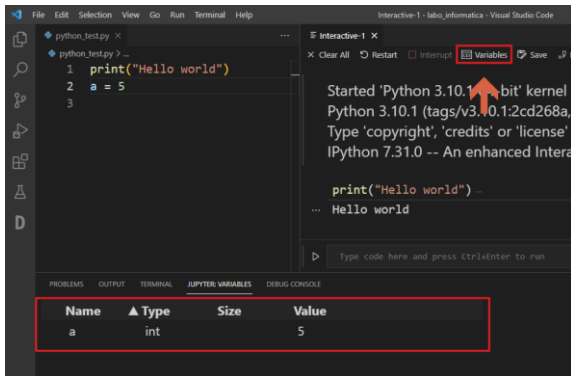 File Edit Selection View Go Run Terminal Help
Interactive-1 - labo_informatica - Visual Studio Code
python_test.py ×
python_test.py > ...
1 print("Hello world")
2 a = 5
3
Interactive-1 ×
× Clear All Restart Interrupt Variables Save
Started 'Python 3.10.1 -bit' kernel
Python 3.10.1 (tags/v3.10.1:2cd268a,
Type 'copyright', 'credits' or 'license'
IPython 7.31.0 -- An enhanced Intera
print("Hello world") …
... Hello world
Type code here and press Ctrl+Enter to run
PROBLEMS OUTPUT TERMINAL JUPYTER: VARIABLES DEBUG CONSOLE
Name ▲ Type Size Value
a int 5